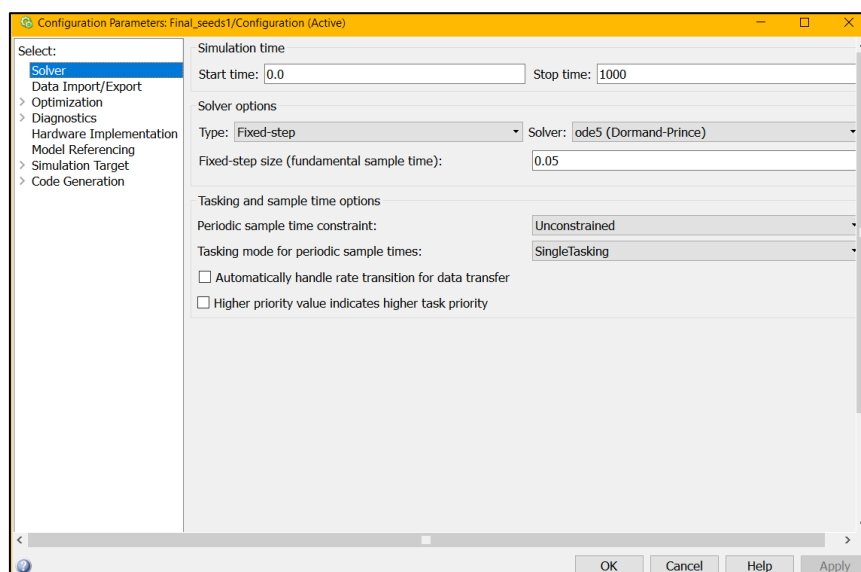 Configuration Parameters: Final_seeds1/Configuration (Active)
Select:
Solver
Data Import/Export
Optimization
Diagnostics
Hardware Implementation
Model Referencing
Simulation Target
Code Generation
Simulation time
Start time: 0.0 Stop time: 1000
Solver options
Type: Fixed-step Solver: ode5 (Dormand-Prince)
Fixed-step size (fundamental sample time): 0.05
Tasking and sample time options
Periodic sample time constraint: Unconstrained
Tasking mode for periodic sample times: SingleTasking
Automatically handle rate transition for data transfer
Higher priority value indicates higher task priority
OK Cancel Help Apply